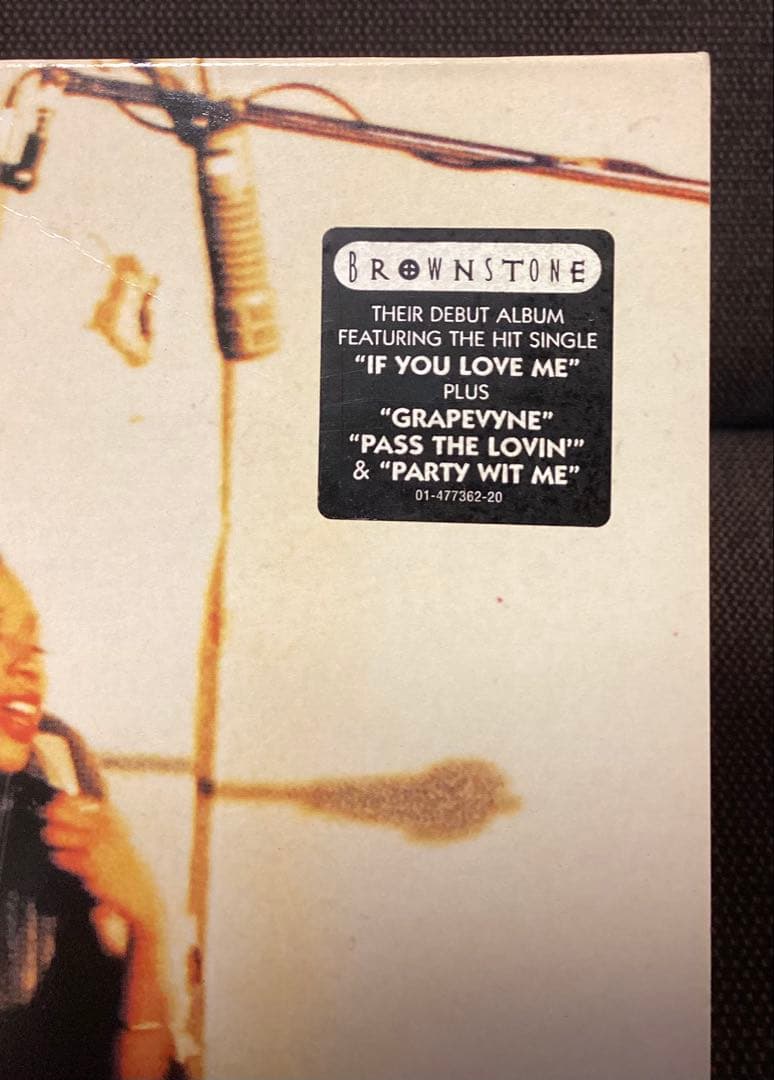 BROWNSTONE
THEIR DEBUT ALBUM
FEATURING THE HIT SINGLE
“IF YOU LOVE ME”
PLUS
“GRAPEVYNE”
“PASS THE LOVIN’”
& “PARTY WIT ME”
01-477362-20